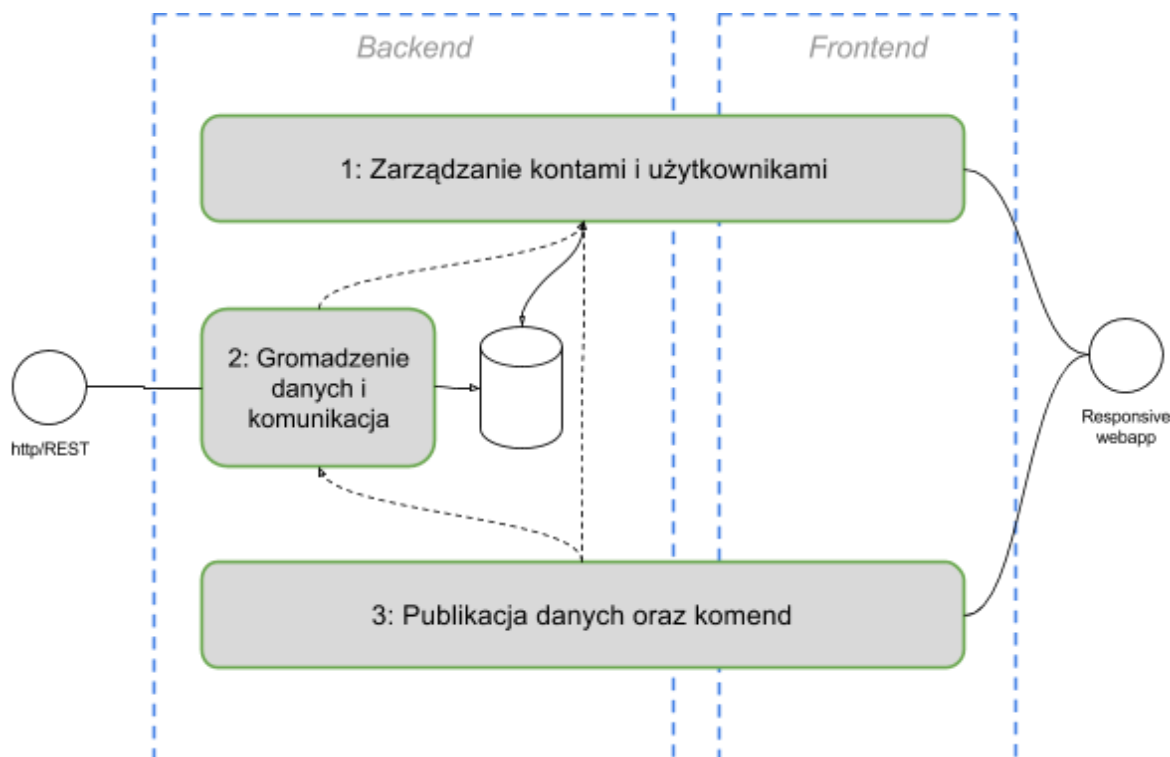 Backend
Frontend
1: Zarządzanie kontami i użytkownikami
2: Gromadzenie
danych i
komunikacja
http/REST
Responsive
webapp
3: Publikacja danych oraz komend